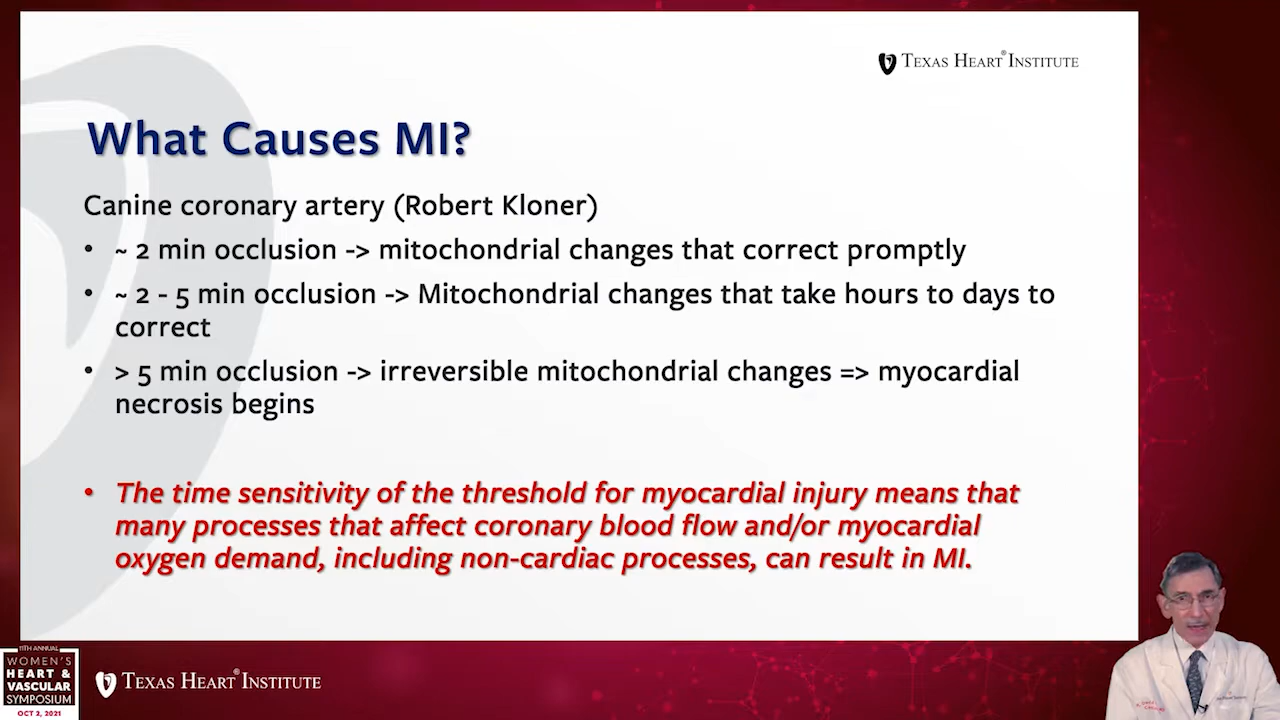 TEXAS HEART® INSTITUTE
What Causes MI?
Canine coronary artery (Robert Kloner)
• ~ 2 min occlusion -> mitochondrial changes that correct promptly
• ~ 2 - 5 min occlusion -> Mitochondrial changes that take hours to days to
correct
• > 5 min occlusion -> irreversible mitochondrial changes => myocardial
necrosis begins
• The time sensitivity of the threshold for myocardial injury means that
many processes that affect coronary blood flow and/or myocardial
oxygen demand, including non-cardiac processes, can result in MI.
11TH ANNUAL
WOMEN'S
HEART &
VASCULAR
SYMPOSIUM
OCT 2, 2021
TEXAS HEART® INSTITUTE